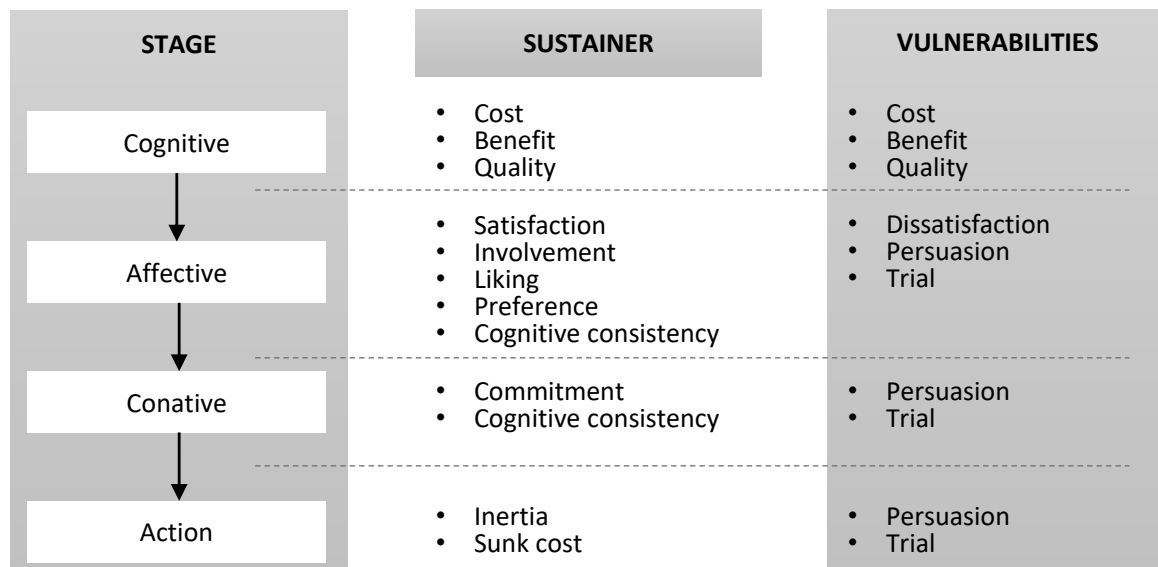 STAGE
SUSTAINER
VULNERABILITIES
Cognitive
• Cost
• Benefit
• Quality
• Cost
• Benefit
• Quality
Affective
• Satisfaction
• Involvement
• Liking
• Preference
• Cognitive consistency
• Dissatisfaction
• Persuasion
• Trial
Conative
• Commitment
• Cognitive consistency
• Persuasion
• Trial
Action
• Inertia
• Sunk cost
• Persuasion
• Trial